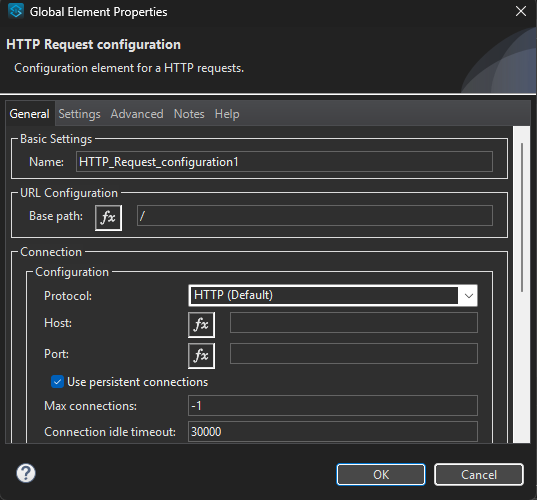 Global Element Properties
HTTP Request configuration
Configuration element for a HTTP requests.
General Settings Advanced Notes Help
Basic Settings
Name: HTTP_Request_configuration1
URL Configuration
Base path: fx /
Connection
Configuration
Protocol: HTTP (Default)
Host: fx
Port: fx
Use persistent connections
Max connections: -1
Connection idle timeout: 30000
? OK Cancel